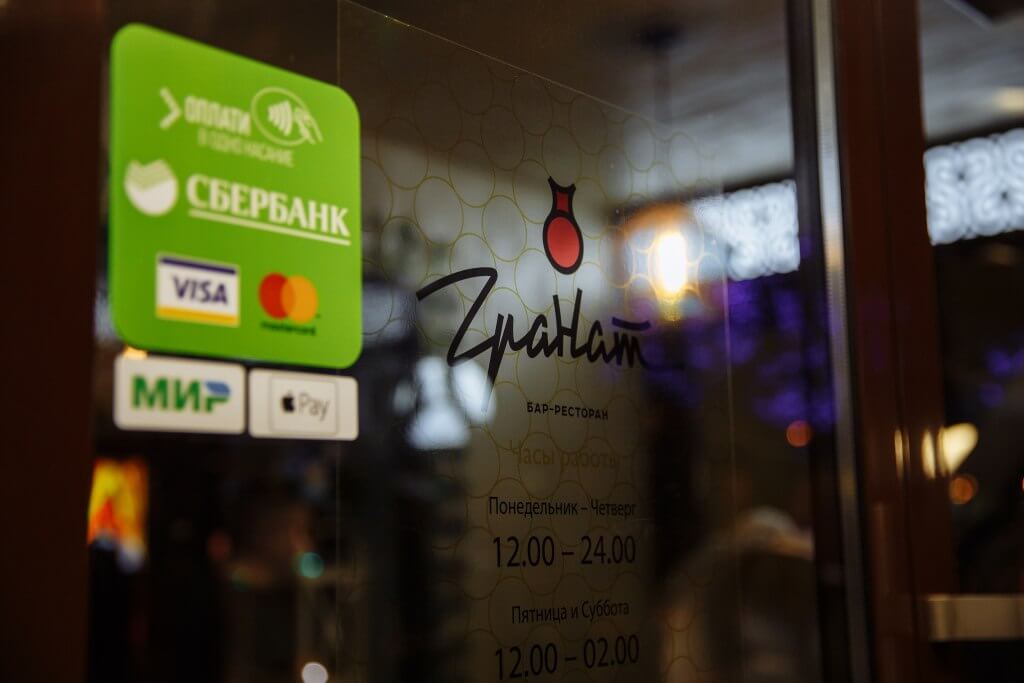 ОПЛАТИ
В ОДНО КАСАНИЕ
СБЕРБАНК
VISA
mastercard
МИР
Pay
Гранат
БАР-РЕСТОРАН
Часы работы
Понедельник – Четверг
12.00 – 24.00
Пятница и Суббота
12.00 – 02.00